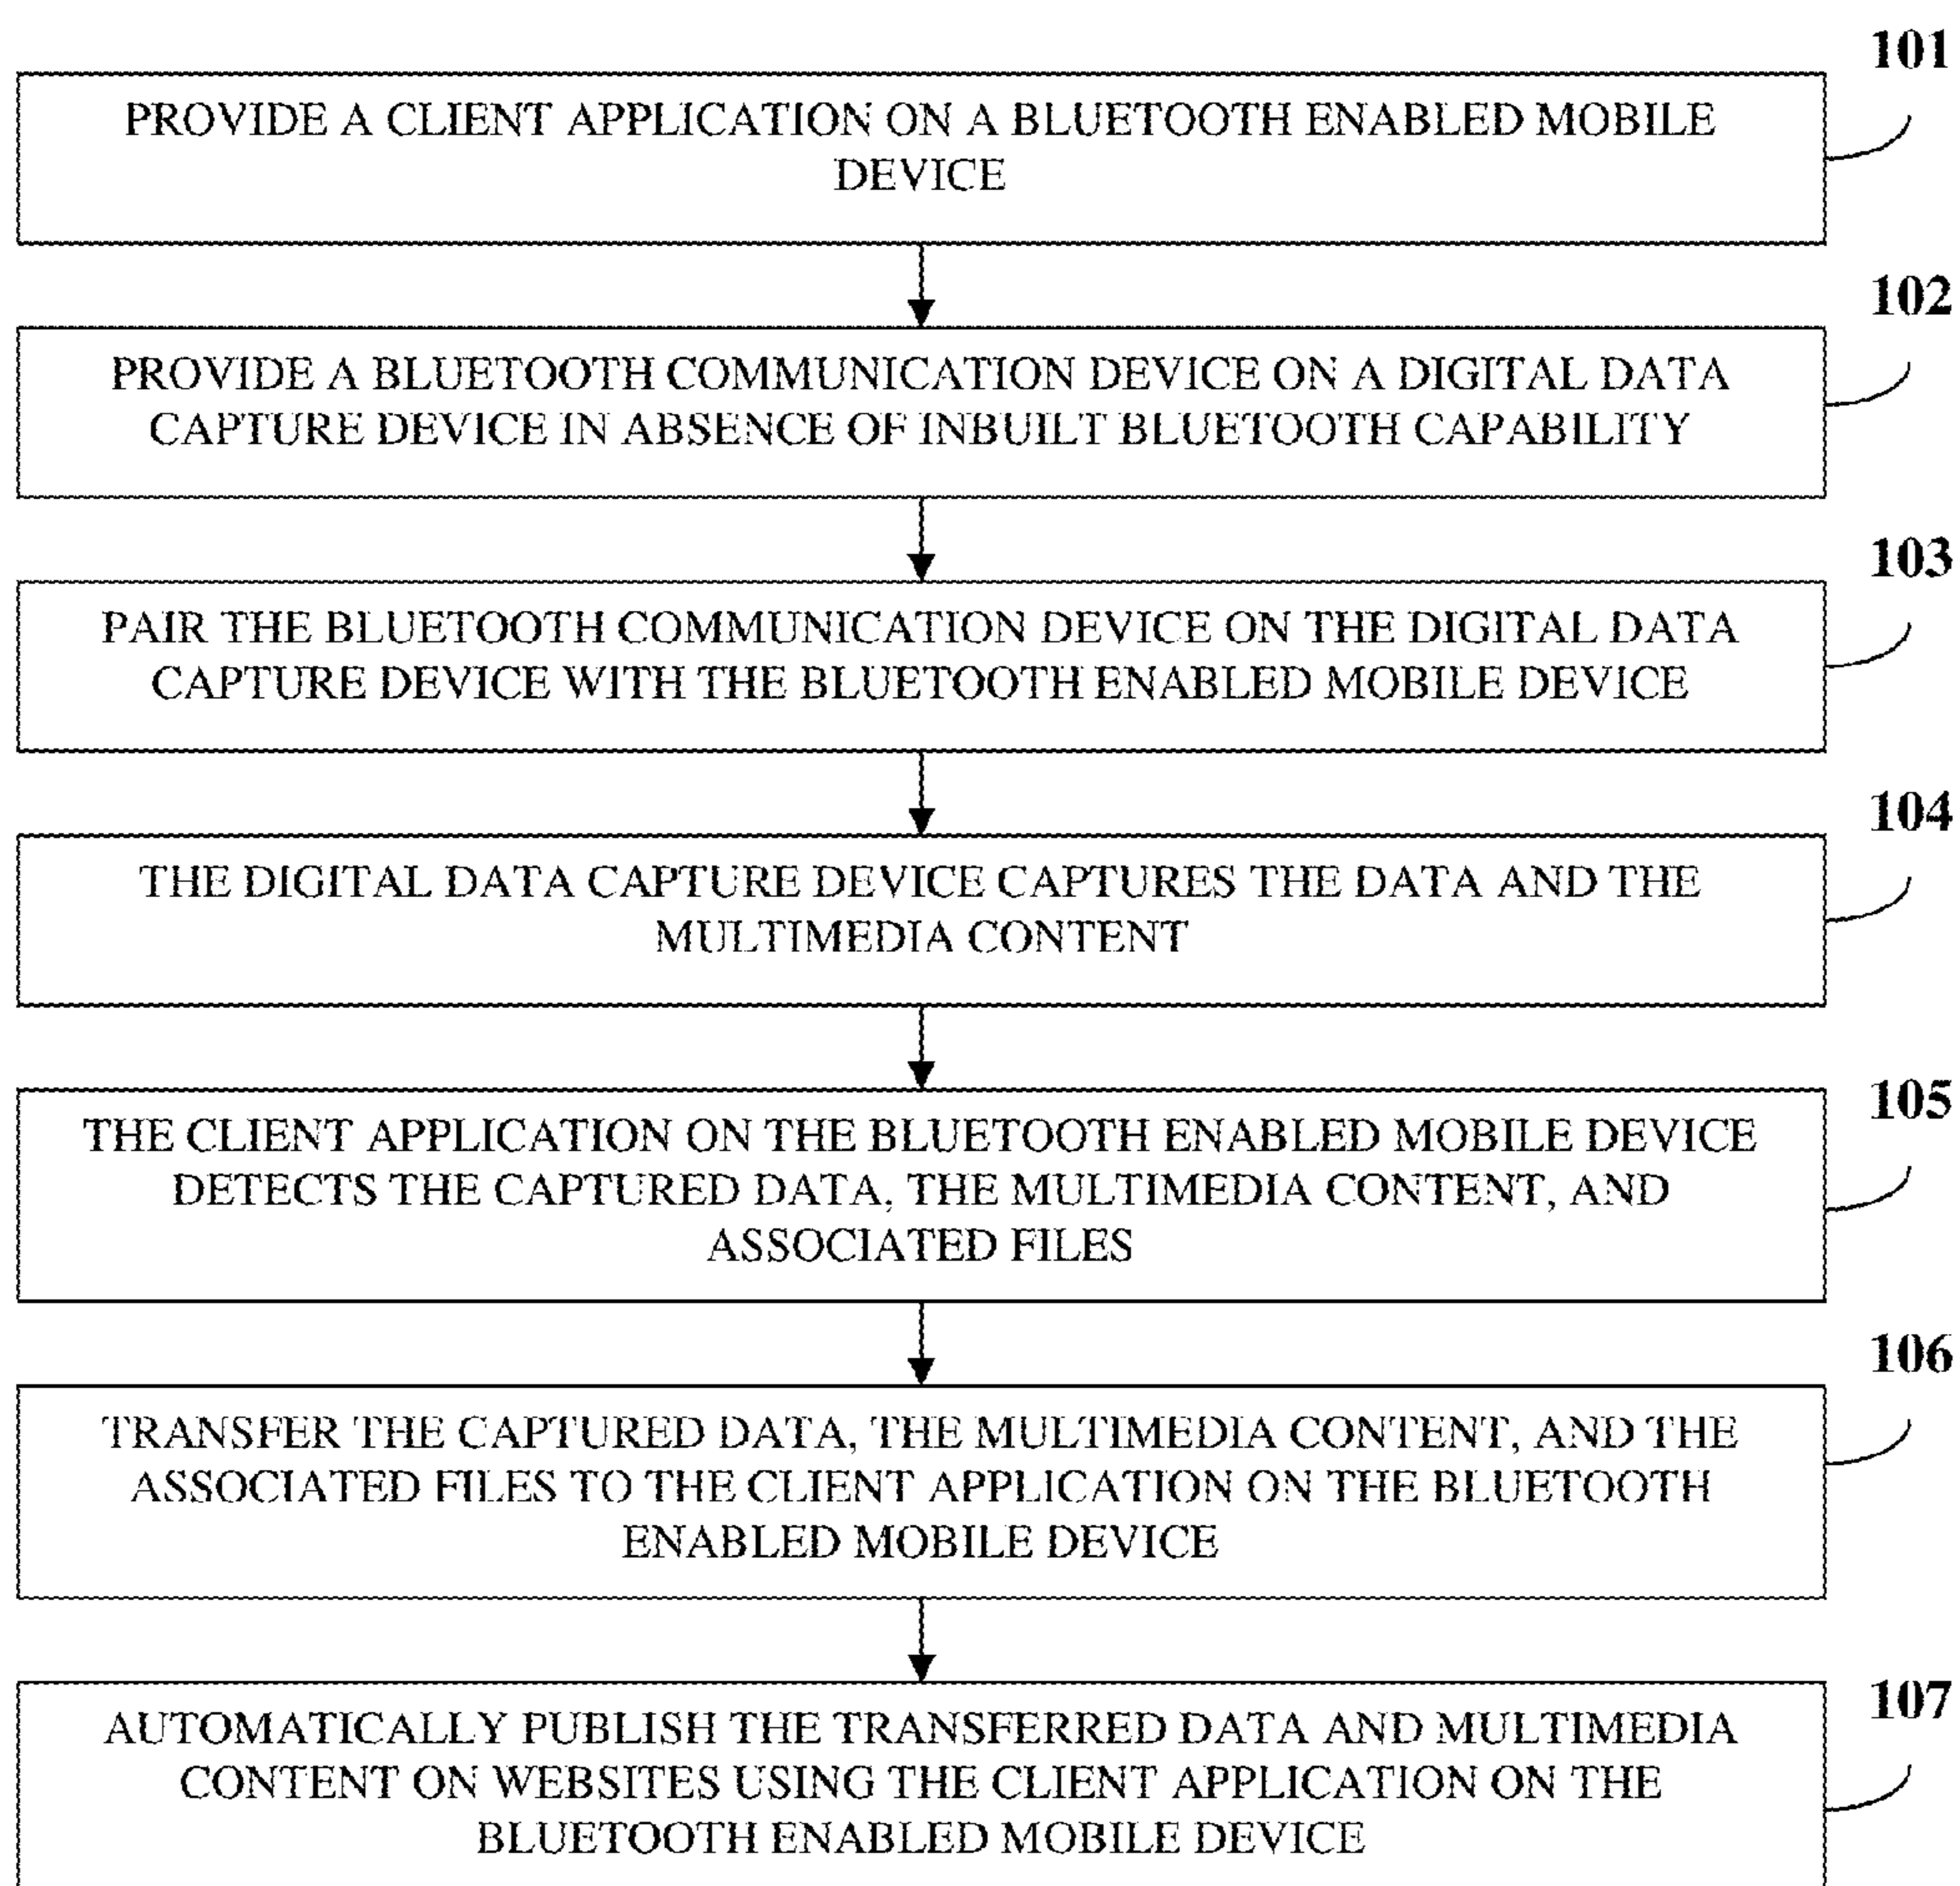 101
PROVIDE A CLIENT APPLICATION ON A BLUETOOTH ENABLED MOBILE
DEVICE
102
PROVIDE A BLUETOOTH COMMUNICATION DEVICE ON A DIGITAL DATA
CAPTURE DEVICE IN ABSENCE OF INBUILT BLUETOOTH CAPABILITY
103
PAIR THE BLUETOOTH COMMUNICATION DEVICE ON THE DIGITAL DATA
CAPTURE DEVICE WITH THE BLUETOOTH ENABLED MOBILE DEVICE
104
THE DIGITAL DATA CAPTURE DEVICE CAPTURES THE DATA AND THE
MULTIMEDIA CONTENT
105
THE CLIENT APPLICATION ON THE BLUETOOTH ENABLED MOBILE DEVICE
DETECTS THE CAPTURED DATA, THE MULTIMEDIA CONTENT, AND
ASSOCIATED FILES
106
TRANSFER THE CAPTURED DATA, THE MULTIMEDIA CONTENT, AND THE
ASSOCIATED FILES TO THE CLIENT APPLICATION ON THE BLUETOOTH
ENABLED MOBILE DEVICE
107
AUTOMATICALLY PUBLISH THE TRANSFERRED DATA AND MULTIMEDIA
CONTENT ON WEBSITES USING THE CLIENT APPLICATION ON THE
BLUETOOTH ENABLED MOBILE DEVICE